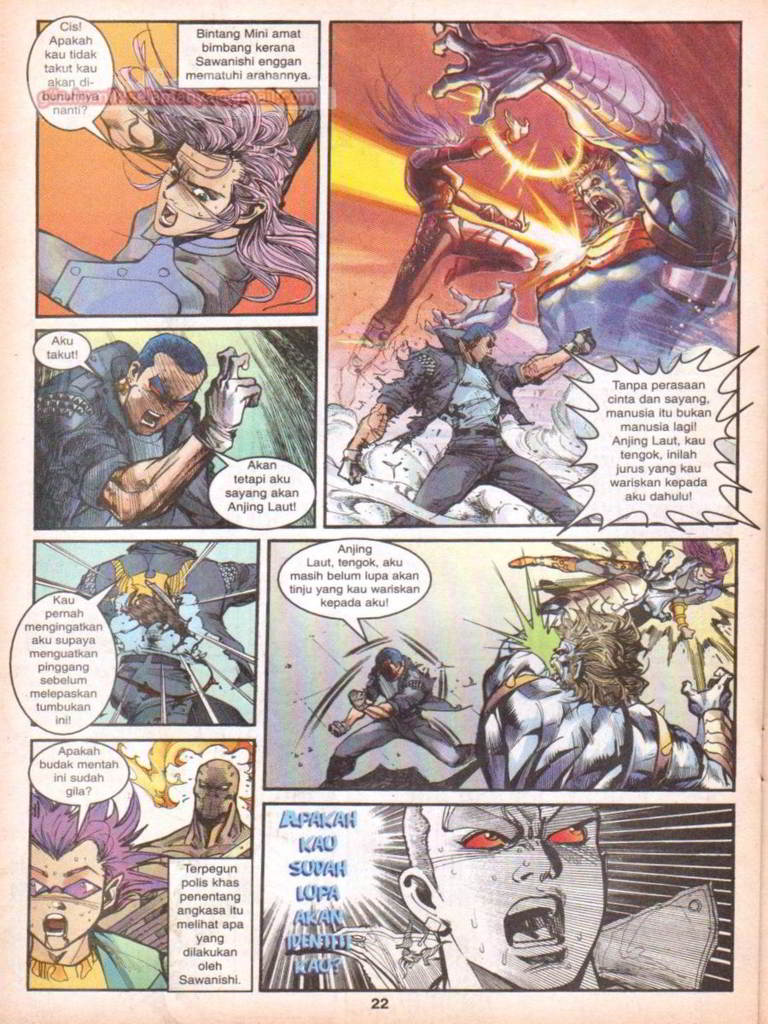 Cis!
Apakah
kau tidak
takut kau
akan di-
bunuhnya
nanti?
Bintang Mini amat
bimbang kerana
Sawanishi enggan
mematuhi arahannya.
Aku
takut!
Akan
tetapi aku
sayang akan
Anjing Laut!
Tanpa perasaan
cinta dan sayang,
manusia itu bukan
manusia lagi!
Anjing Laut, kau
tengok, inilah
jurus yang kau
wariskan kepada
aku dahulu!
Kau
pernah
mengingatkan
aku supaya
menguatkan
pinggang
sebelum
melepaskan
tumbukan
ini!
Anjing
Laut, tengok, aku
masih belum lupa akan
tinju yang kau wariskan
kepada aku!
Apakah
budak mentah
ini sudah
gila?
Terpegun
polis khas
penentang
angkasa itu
melihat apa
yang
dilakukan
oleh
Sawanishi.
APAKAH
KAU
SUDAH
LUPA
AKAN
IDENTITI
KAU?
22